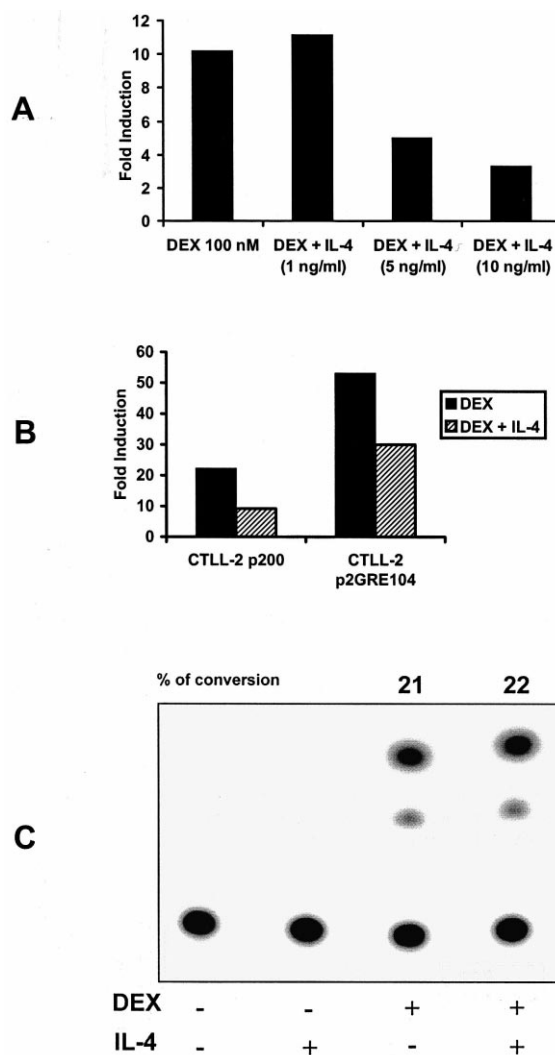 A
Fold Induction
12
10
8
6
4
2
0
DEX 100 nM
DEX + IL-4
(1 ng/ml)
DEX + IL-4
(5 ng/ml)
DEX + IL-4
(10 ng/ml)
B
Fold Induction
60
50
40
30
20
10
0
CTLL-2 p200
CTLL-2
p2GRE104
DEX
DEX + IL-4
C
% of conversion 21 22
DEX - - + +
IL-4 - + - +